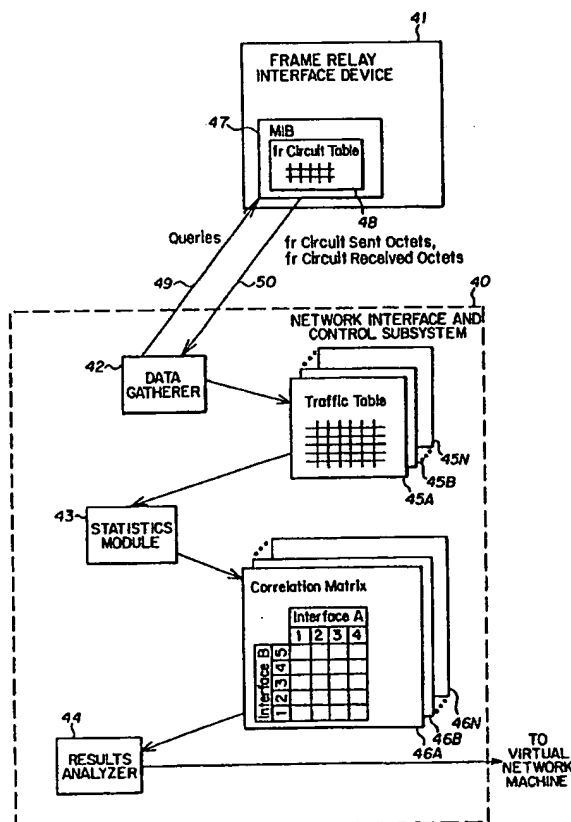 41
FRAME RELAY
INTERFACE DEVICE
47
MIB
fr Circuit Table
48
Queries
fr Circuit Sent Octets,
fr Circuit Received Octets
49
50
40
NETWORK INTERFACE AND
CONTROL SUBSYSTEM
42
DATA
GATHERER
Traffic Table
45N
45B
45A
43
STATISTICS
MODULE
Correlation Matrix
Interface A
1 2 3 4
Interface B
1 2 3 4 5
46N
46B
46A
44
RESULTS
ANALYZER
TO
VIRTUAL
NETWORK
MACHINE